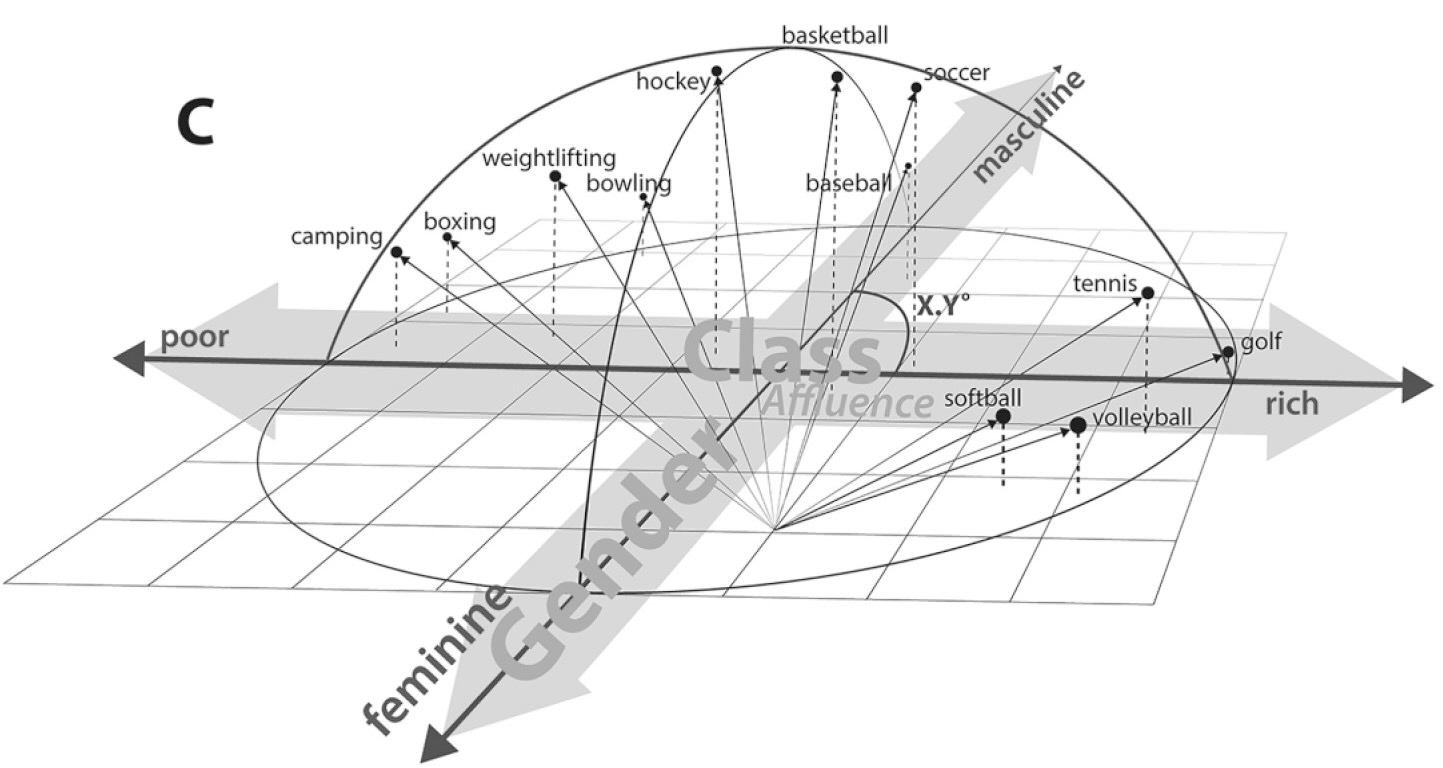 C
basketball
hockey
soccer
masculine
weightlifting
bowling
baseball
camping
boxing
tennis
X.Y°
poor
Class
golf
Affluence
softball
rich
volleyball
Gender
feminine